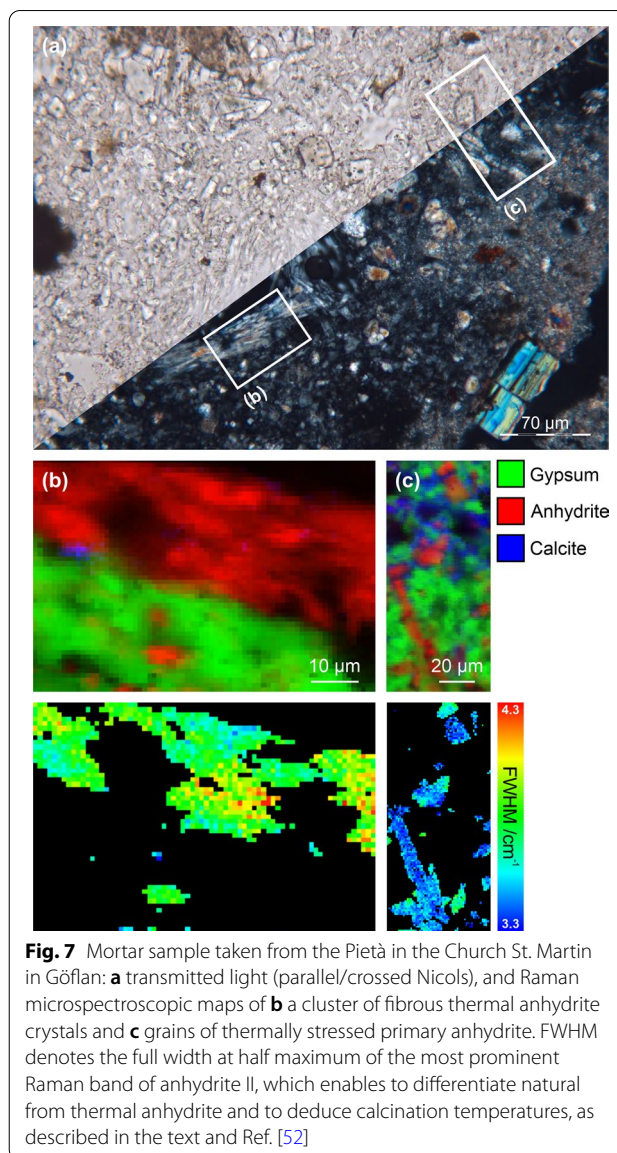 (a)
(c)
(b)
70 µm
(b)
(c)
Gypsum
Anhydrite
Calcite
10 µm
20 µm
4.3
FWHM /cm⁻¹
3.3
Fig. 7 Mortar sample taken from the Pietà in the Church St. Martin
in Göflan: a transmitted light (parallel/crossed Nicols), and Raman
microspectroscopic maps of b a cluster of fibrous thermal anhydrite
crystals and c grains of thermally stressed primary anhydrite. FWHM
denotes the full width at half maximum of the most prominent
Raman band of anhydrite II, which enables to differentiate natural
from thermal anhydrite and to deduce calcination temperatures, as
described in the text and Ref. [52]